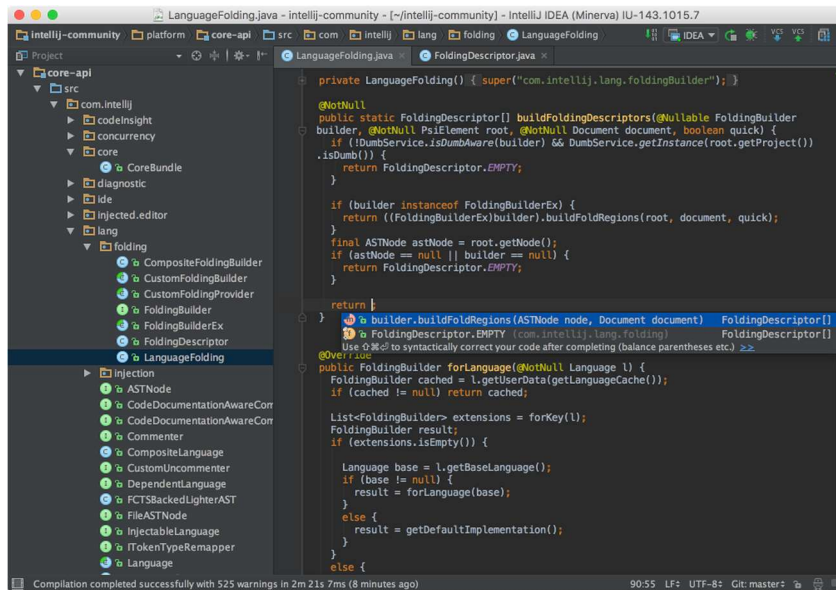 LanguageFolding.java - intellij-community - [~/intellij-community] - IntelliJ IDEA (Minerva) IU-143.1015.7
intellij-community platform core-api src com intellij lang folding LanguageFolding IDEA VCS VCS
Project
LanguageFolding.java × FoldingDescriptor.java ×
core-api
src
com.intellij
codeInsight
concurrency
core
CoreBundle
diagnostic
ide
injected.editor
lang
folding
CompositeFoldingBuilder
CustomFoldingBuilder
CustomFoldingProvider
FoldingBuilder
FoldingBuilderEx
FoldingDescriptor
LanguageFolding
injection
ASTNode
CodeDocumentationAwareCom
CodeDocumentationAwareCom
Commenter
CompositeLanguage
CustomUncommenter
DependentLanguage
FCTSBackedLighterAST
FileASTNode
InjectableLanguage
ITokenTypeRemapper
Language
private LanguageFolding() { super("com.intellij.lang.foldingBuilder"); }
@NotNull
public static FoldingDescriptor[] buildFoldingDescriptors(@Nullable FoldingBuilder
builder, @NotNull PsiElement root, @NotNull Document document, boolean quick) {
if (!DumbService.isDumbAware(builder) && DumbService.getInstance(root.getProject())
.isDumb()) {
return FoldingDescriptor.EMPTY;
}
if (builder instanceof FoldingBuilderEx) {
return ((FoldingBuilderEx)builder).buildFoldRegions(root, document, quick);
}
final ASTNode astNode = root.getNode();
if (astNode == null || builder == null) {
return FoldingDescriptor.EMPTY;
}
return ;
}
builder.buildFoldRegions(ASTNode node, Document document) FoldingDescriptor[]
FoldingDescriptor.EMPTY (com.intellij.lang.folding) FoldingDescriptor[]
Use ⇧⌘⏎ to syntactically correct your code after completing (balance parentheses etc.) >>
@Override
public FoldingBuilder forLanguage(@NotNull Language l) {
FoldingBuilder cached = l.getUserData(getLanguageCache());
if (cached != null) return cached;
List<FoldingBuilder> extensions = forKey(l);
FoldingBuilder result;
if (extensions.isEmpty()) {
Language base = l.getBaseLanguage();
if (base != null) {
result = forLanguage(base);
}
else {
result = getDefaultImplementation();
}
}
else {
Compilation completed successfully with 525 warnings in 2m 21s 7ms (8 minutes ago) 90:55 LF÷ UTF-8÷ Git: master÷